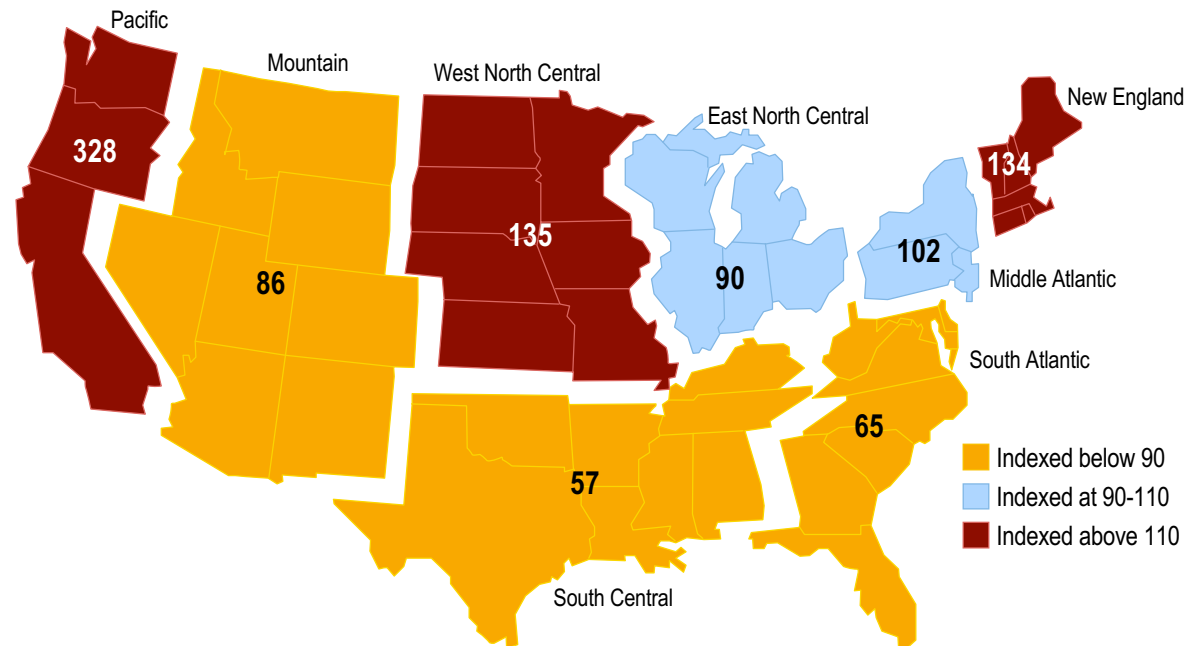 Pacific
Mountain
West North Central
East North Central
New England
328
134
135
102
86
90
Middle Atlantic
South Atlantic
65
57
South Central
Indexed below 90
Indexed at 90-110
Indexed above 110